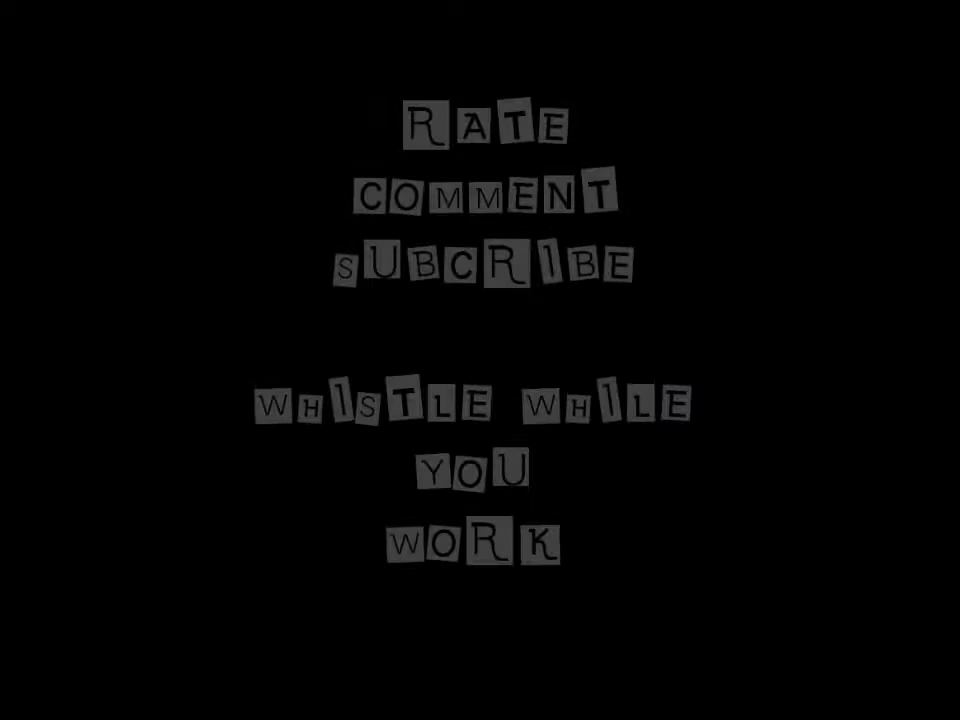 RATE
COMMENT
SUBCRIBE
WHISTLE WHILE
YOU
WORK